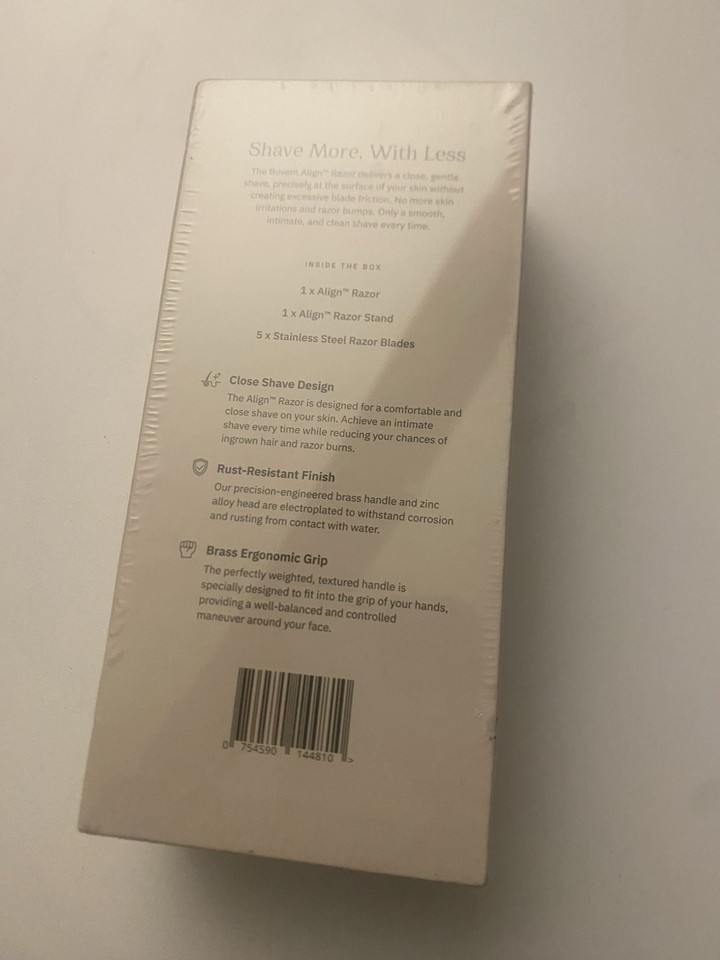 Shave More, With Less
The Bovem Align™ Razor delivers a close, gentle
shave, precisely at the surface of your skin without
creating excessive blade friction. No more skin
irritations and razor bumps. Only a smooth,
intimate, and clean shave every time.
INSIDE THE BOX
1 x Align™ Razor
1 x Align™ Razor Stand
5 x Stainless Steel Razor Blades
Close Shave Design
The Align™ Razor is designed for a comfortable and
close shave on your skin. Achieve an intimate
shave every time while reducing your chances of
ingrown hair and razor burns.
Rust-Resistant Finish
Our precision-engineered brass handle and zinc
alloy head are electroplated to withstand corrosion
and rusting from contact with water.
Brass Ergonomic Grip
The perfectly weighted, textured handle is
specially designed to fit into the grip of your hands,
providing a well-balanced and controlled
maneuver around your face.
0 754590 144810 >